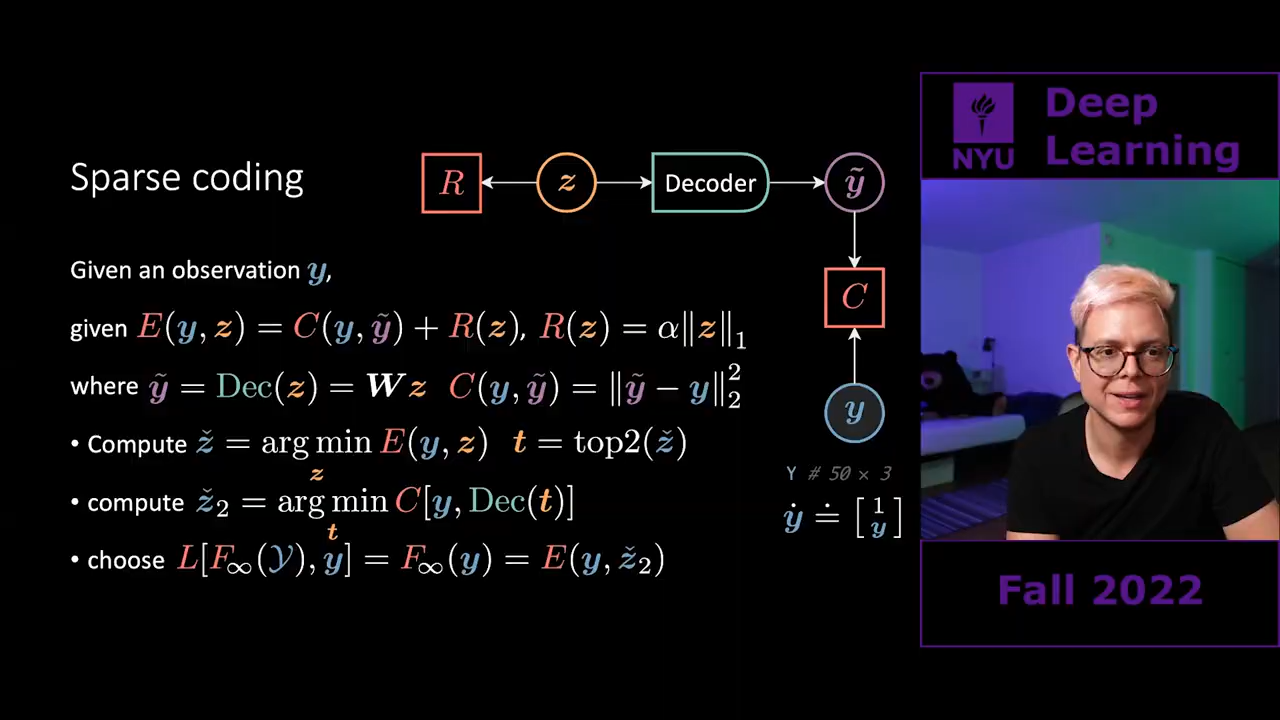 Sparse coding
R z Decoder ỹ
C
y
Given an observation y,
given E(y, z) = C(y, ỹ) + R(z), R(z) = α‖z‖₁
where ỹ = Dec(z) = Wz C(y, ỹ) = ‖ỹ − y‖₂²
• Compute ž = arg min E(y, z) t = top2(ž)
z
• compute ž₂ = arg min C[y, Dec(t)]
t
• choose L[F∞(𝒴), y] = F∞(y) = E(y, ž₂)
Y # 50 × 3
ẏ ≐ [1 y]
NYU
Deep
Learning
Fall 2022